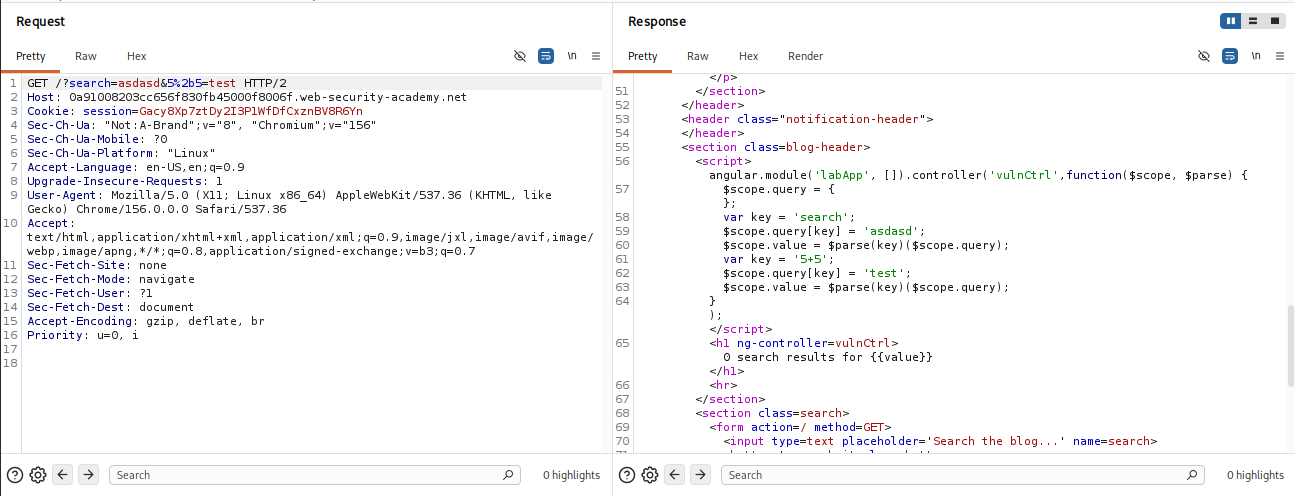 Request
Pretty
Raw
Hex
\n
1 GET /?search=asdasd&5%2b5=test HTTP/2
2 Host: 0a91008203cc656f830fb45000f8006f.web-security-academy.net
3 Cookie: session=Gacy8Xp7ztDy2I3PlWfDfCxznBV8R6Yn
4 Sec-Ch-Ua: "Not:A-Brand";v="8", "Chromium";v="156"
5 Sec-Ch-Ua-Mobile: ?0
6 Sec-Ch-Ua-Platform: "Linux"
7 Accept-Language: en-US,en;q=0.9
8 Upgrade-Insecure-Requests: 1
9 User-Agent: Mozilla/5.0 (X11; Linux x86_64) AppleWebKit/537.36 (KHTML, like
Gecko) Chrome/156.0.0.0 Safari/537.36
10 Accept:
text/html,application/xhtml+xml,application/xml;q=0.9,image/jxl,image/avif,image/
webp,image/apng,*/*;q=0.8,application/signed-exchange;v=b3;q=0.7
11 Sec-Fetch-Site: none
12 Sec-Fetch-Mode: navigate
13 Sec-Fetch-User: ?1
14 Sec-Fetch-Dest: document
15 Accept-Encoding: gzip, deflate, br
16 Priority: u=0, i
17
18
Search
0 highlights
Response
Pretty
Raw
Hex
Render
\n
</p>
51 </section>
52 </header>
53 <header class="notification-header">
54 </header>
55 <section class=blog-header>
56 <script>
angular.module('labApp', []).controller('vulnCtrl',function($scope, $parse) {
57 $scope.query = {
};
58 var key = 'search';
59 $scope.query[key] = 'asdasd';
60 $scope.value = $parse(key)($scope.query);
61 var key = '5+5';
62 $scope.query[key] = 'test';
63 $scope.value = $parse(key)($scope.query);
64 }
);
</script>
65 <h1 ng-controller=vulnCtrl>
0 search results for {{value}}
</h1>
66 <hr>
67 </section>
68 <section class=search>
69 <form action=/ method=GET>
70 <input type=text placeholder='Search the blog...' name=search>
Search
0 highlights